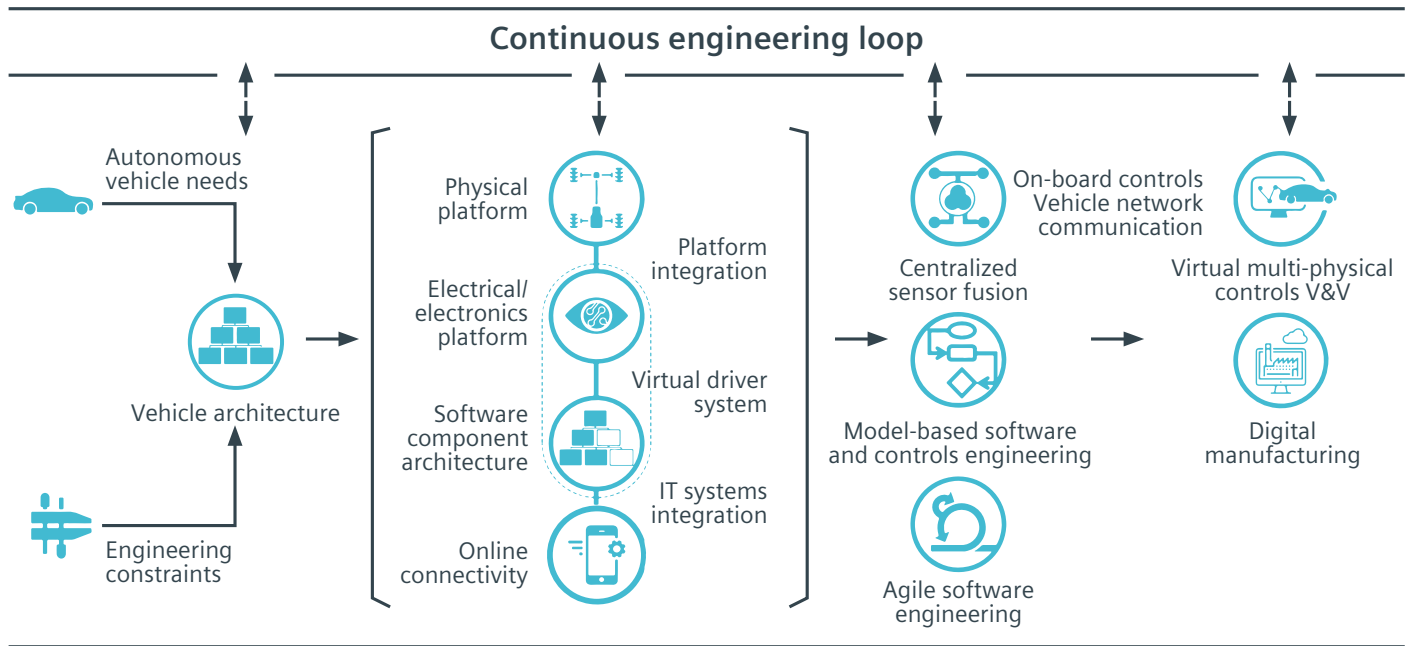 Continuous engineering loop
Autonomous
vehicle needs
Vehicle architecture
Engineering
constraints
Physical
platform
Platform
integration
Electrical/
electronics
platform
Virtual driver
system
Software
component
architecture
IT systems
integration
Online
connectivity
Centralized
sensor fusion
Model-based software
and controls engineering
Agile software
engineering
On-board controls
Vehicle network
communication
Virtual multi-physical
controls V&V
Digital
manufacturing